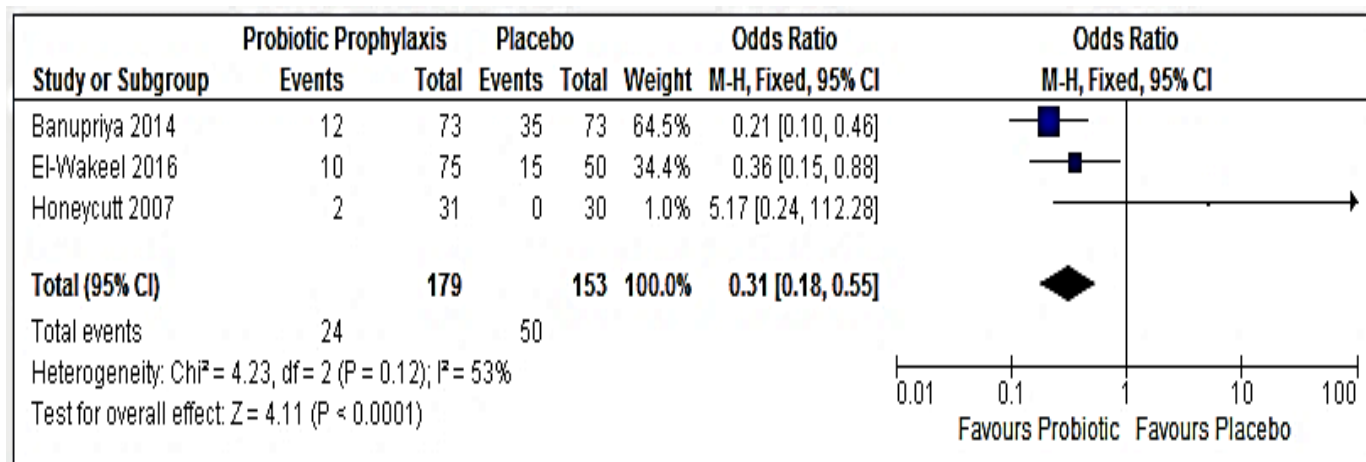 Probiotic Prophylaxis Placebo Odds Ratio Odds Ratio
Study or Subgroup Events Total Events Total Weight M-H, Fixed, 95% CI M-H, Fixed, 95% CI
Banupriya 2014 12 73 35 73 64.5% 0.21 [0.10, 0.46]
El-Wakeel 2016 10 75 15 50 34.4% 0.36 [0.15, 0.88]
Honeycutt 2007 2 31 0 30 1.0% 5.17 [0.24, 112.28]
Total (95% CI) 179 153 100.0% 0.31 [0.18, 0.55]
Total events 24 50
Heterogeneity: Chi² = 4.23, df = 2 (P = 0.12); I² = 53%
Test for overall effect: Z = 4.11 (P < 0.0001)
0.01 0.1 1 10 100
Favours Probiotic Favours Placebo